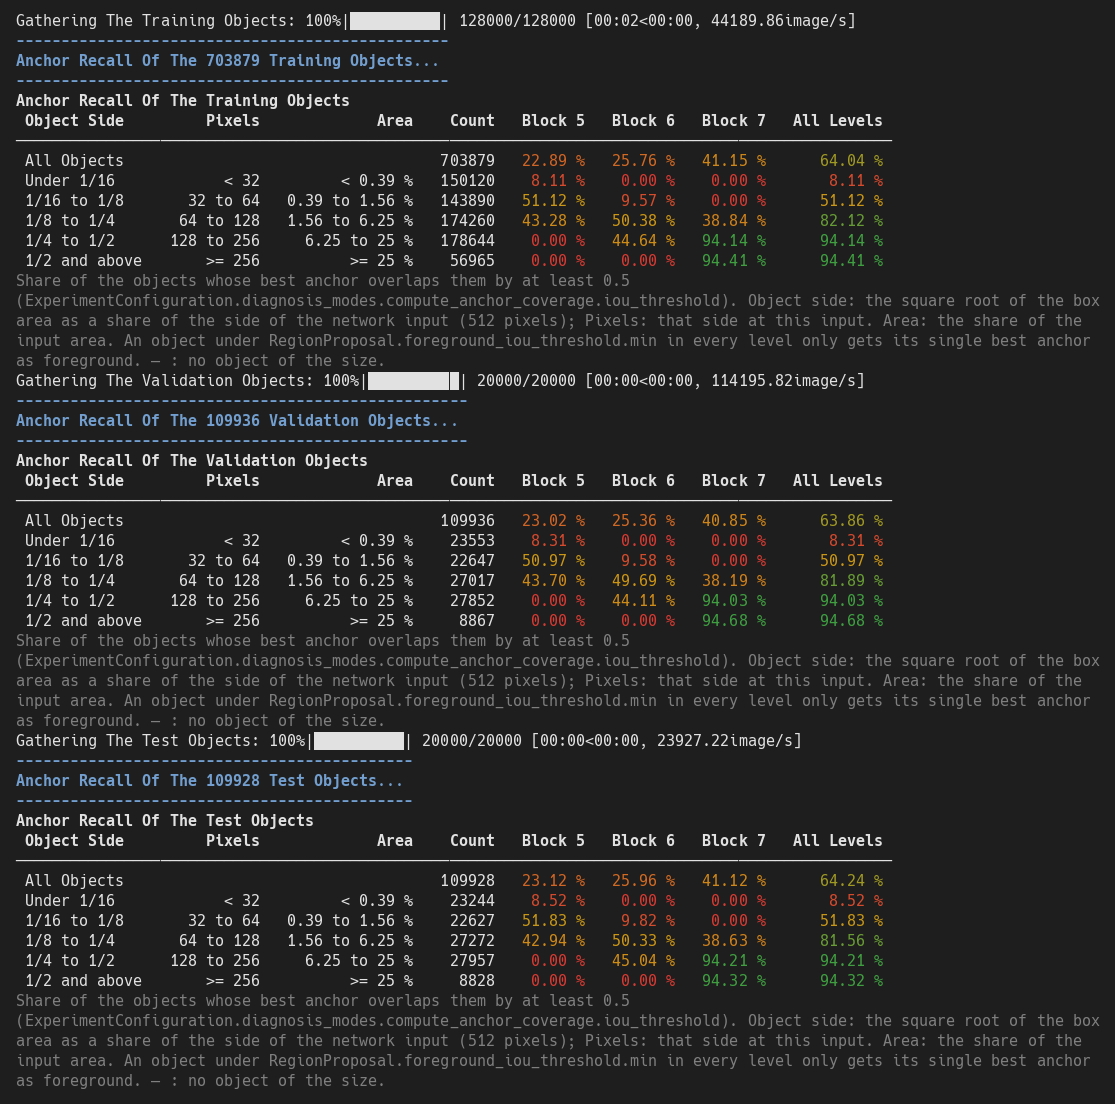 Gathering The Training Objects: 100%|██████████| 128000/128000 [00:02<00:00, 44189.86image/s]
------------------------------------------------
Anchor Recall Of The 703879 Training Objects...
------------------------------------------------
Anchor Recall Of The Training Objects
Object Side Pixels Area Count Block 5 Block 6 Block 7 All Levels
All Objects 703879 22.89 % 25.76 % 41.15 % 64.04 %
Under 1/16 < 32 < 0.39 % 150120 8.11 % 0.00 % 0.00 % 8.11 %
1/16 to 1/8 32 to 64 0.39 to 1.56 % 143890 51.12 % 9.57 % 0.00 % 51.12 %
1/8 to 1/4 64 to 128 1.56 to 6.25 % 174260 43.28 % 50.38 % 38.84 % 82.12 %
1/4 to 1/2 128 to 256 6.25 to 25 % 178644 0.00 % 44.64 % 94.14 % 94.14 %
1/2 and above >= 256 >= 25 % 56965 0.00 % 0.00 % 94.41 % 94.41 %
Share of the objects whose best anchor overlaps them by at least 0.5
(ExperimentConfiguration.diagnosis_modes.compute_anchor_coverage.iou_threshold). Object side: the square root of the box
area as a share of the side of the network input (512 pixels); Pixels: that side at this input. Area: the share of the
input area. An object under RegionProposal.foreground_iou_threshold.min in every level only gets its single best anchor
as foreground. — : no object of the size.
Gathering The Validation Objects: 100%|██████████| 20000/20000 [00:00<00:00, 114195.82image/s]
--------------------------------------------------
Anchor Recall Of The 109936 Validation Objects...
--------------------------------------------------
Anchor Recall Of The Validation Objects
Object Side Pixels Area Count Block 5 Block 6 Block 7 All Levels
All Objects 109936 23.02 % 25.36 % 40.85 % 63.86 %
Under 1/16 < 32 < 0.39 % 23553 8.31 % 0.00 % 0.00 % 8.31 %
1/16 to 1/8 32 to 64 0.39 to 1.56 % 22647 50.97 % 9.58 % 0.00 % 50.97 %
1/8 to 1/4 64 to 128 1.56 to 6.25 % 27017 43.70 % 49.69 % 38.19 % 81.89 %
1/4 to 1/2 128 to 256 6.25 to 25 % 27852 0.00 % 44.11 % 94.03 % 94.03 %
1/2 and above >= 256 >= 25 % 8867 0.00 % 0.00 % 94.68 % 94.68 %
Share of the objects whose best anchor overlaps them by at least 0.5
(ExperimentConfiguration.diagnosis_modes.compute_anchor_coverage.iou_threshold). Object side: the square root of the box
area as a share of the side of the network input (512 pixels); Pixels: that side at this input. Area: the share of the
input area. An object under RegionProposal.foreground_iou_threshold.min in every level only gets its single best anchor
as foreground. — : no object of the size.
Gathering The Test Objects: 100%|██████████| 20000/20000 [00:00<00:00, 23927.22image/s]
--------------------------------------------
Anchor Recall Of The 109928 Test Objects...
--------------------------------------------
Anchor Recall Of The Test Objects
Object Side Pixels Area Count Block 5 Block 6 Block 7 All Levels
All Objects 109928 23.12 % 25.96 % 41.12 % 64.24 %
Under 1/16 < 32 < 0.39 % 23244 8.52 % 0.00 % 0.00 % 8.52 %
1/16 to 1/8 32 to 64 0.39 to 1.56 % 22627 51.83 % 9.82 % 0.00 % 51.83 %
1/8 to 1/4 64 to 128 1.56 to 6.25 % 27272 42.94 % 50.33 % 38.63 % 81.56 %
1/4 to 1/2 128 to 256 6.25 to 25 % 27957 0.00 % 45.04 % 94.21 % 94.21 %
1/2 and above >= 256 >= 25 % 8828 0.00 % 0.00 % 94.32 % 94.32 %
Share of the objects whose best anchor overlaps them by at least 0.5
(ExperimentConfiguration.diagnosis_modes.compute_anchor_coverage.iou_threshold). Object side: the square root of the box
area as a share of the side of the network input (512 pixels); Pixels: that side at this input. Area: the share of the
input area. An object under RegionProposal.foreground_iou_threshold.min in every level only gets its single best anchor
as foreground. — : no object of the size.